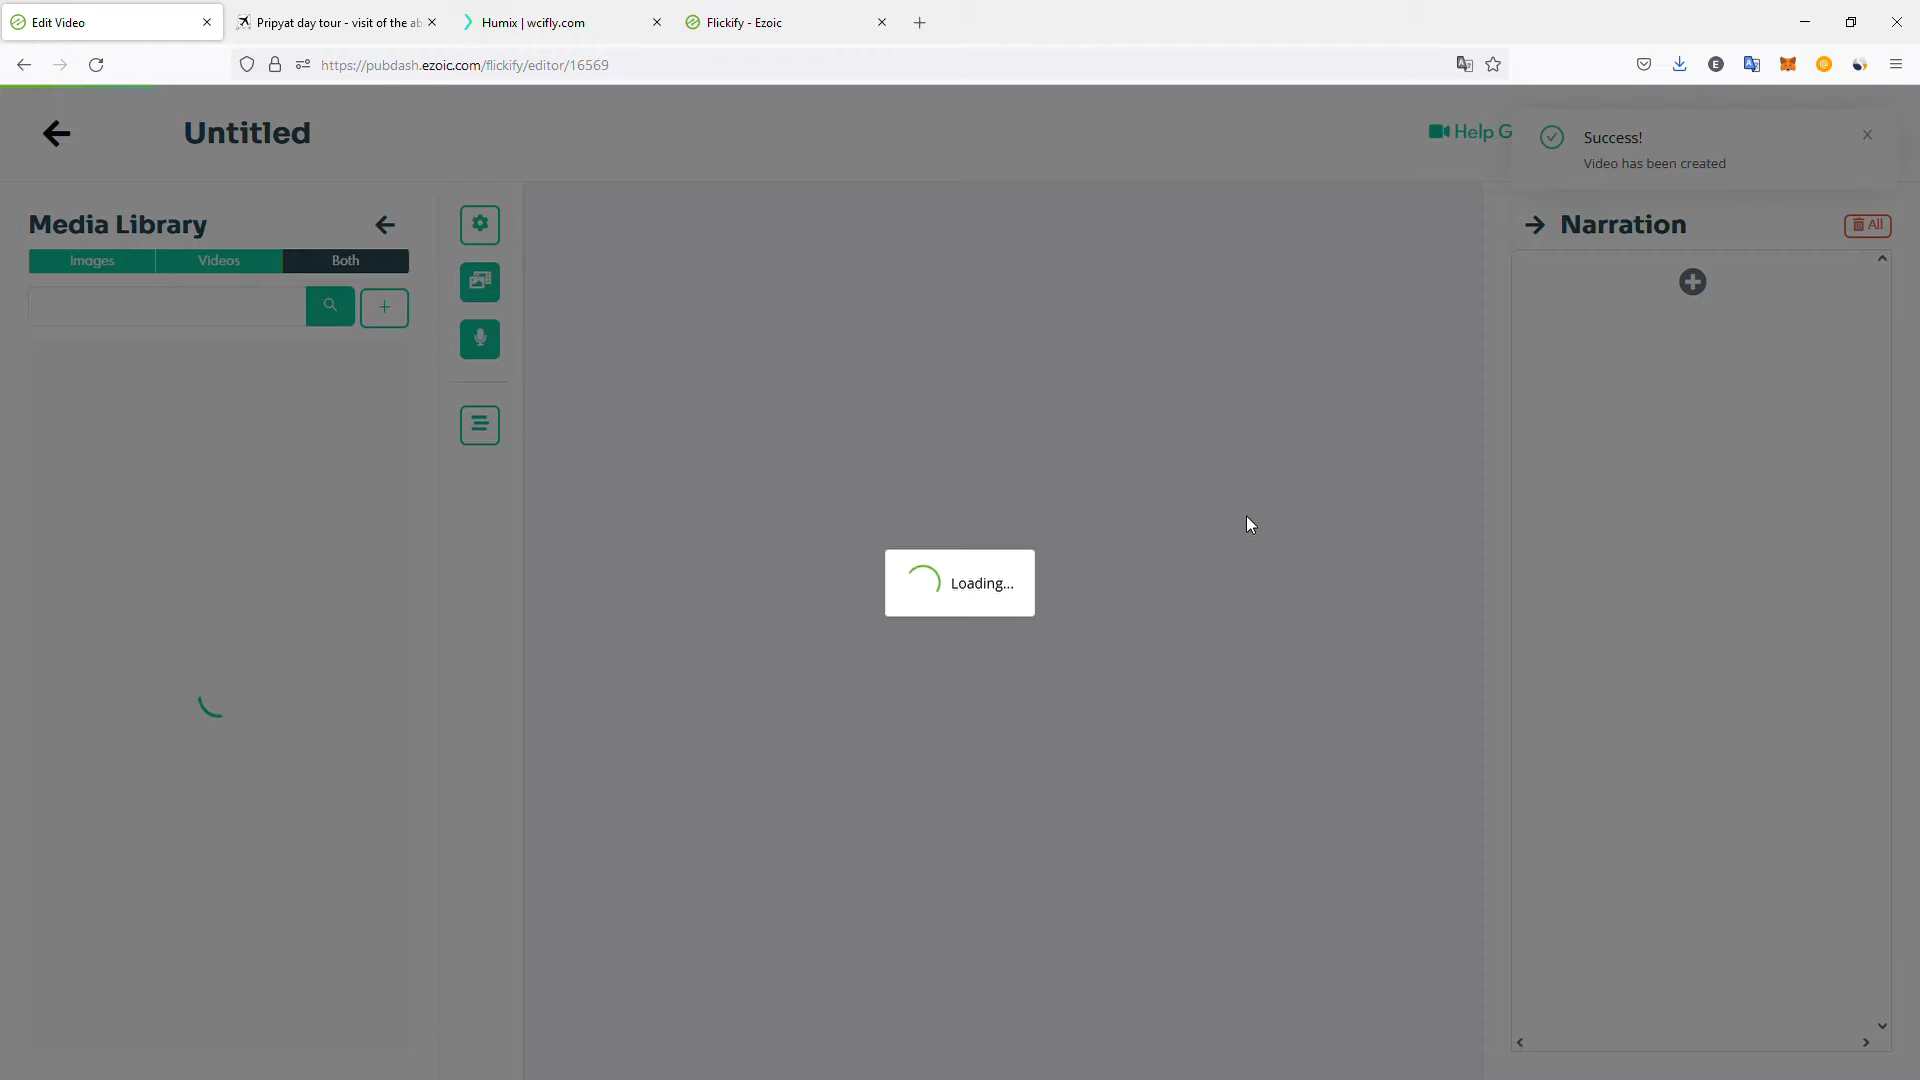 Edit Video
Pripyat day tour - visit of the ab
Humix | wcifly.com
Flickify - Ezoic
https://pubdash.ezoic.com/flickify/editor/16569
E
Untitled
Help G
Success!
Video has been created
Media Library
Images
Videos
Both
Narration
All
Loading...